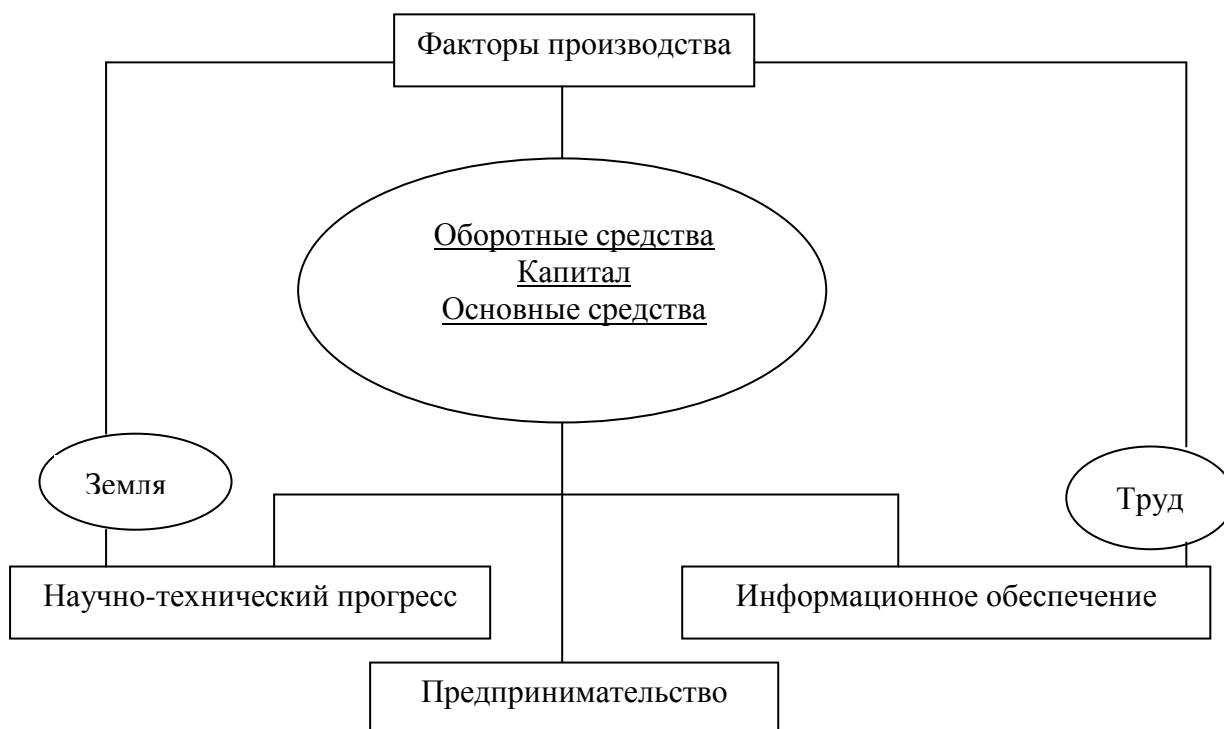 Факторы производства
Оборотные средства
Капитал
Основные средства
Земля
Труд
Научно-технический прогресс
Информационное обеспечение
Предпринимательство